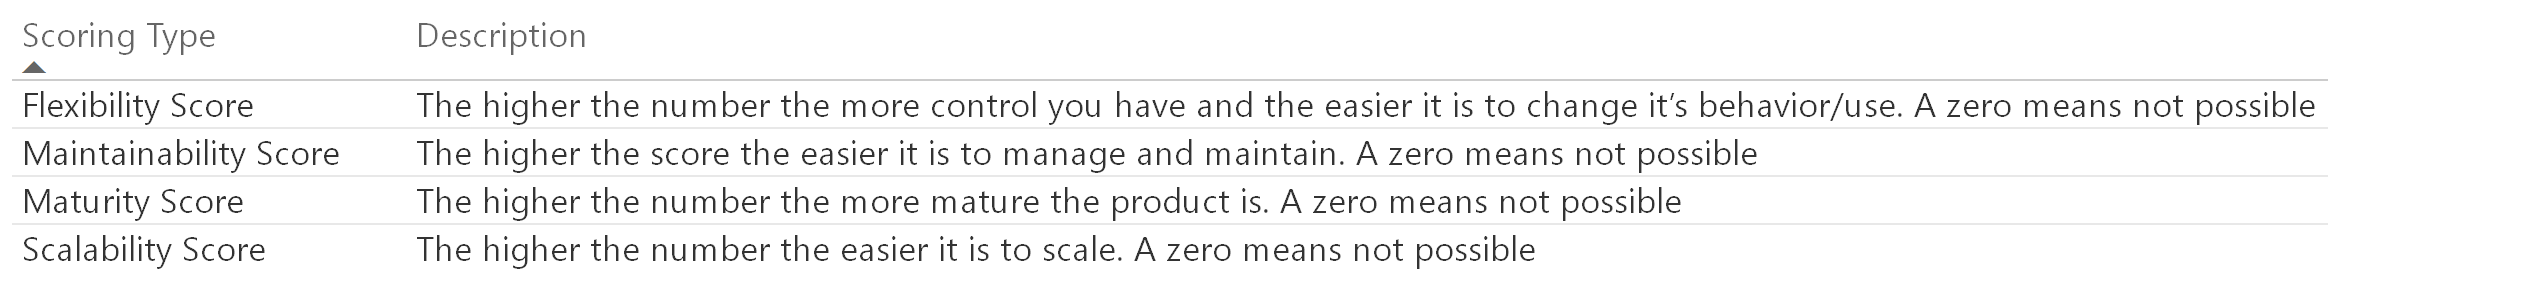 Scoring Type Description
Flexibility Score The higher the number the more control you have and the easier it is to change it’s behavior/use. A zero means not possible
Maintainability Score The higher the score the easier it is to manage and maintain. A zero means not possible
Maturity Score The higher the number the more mature the product is. A zero means not possible
Scalability Score The higher the number the easier it is to scale. A zero means not possible